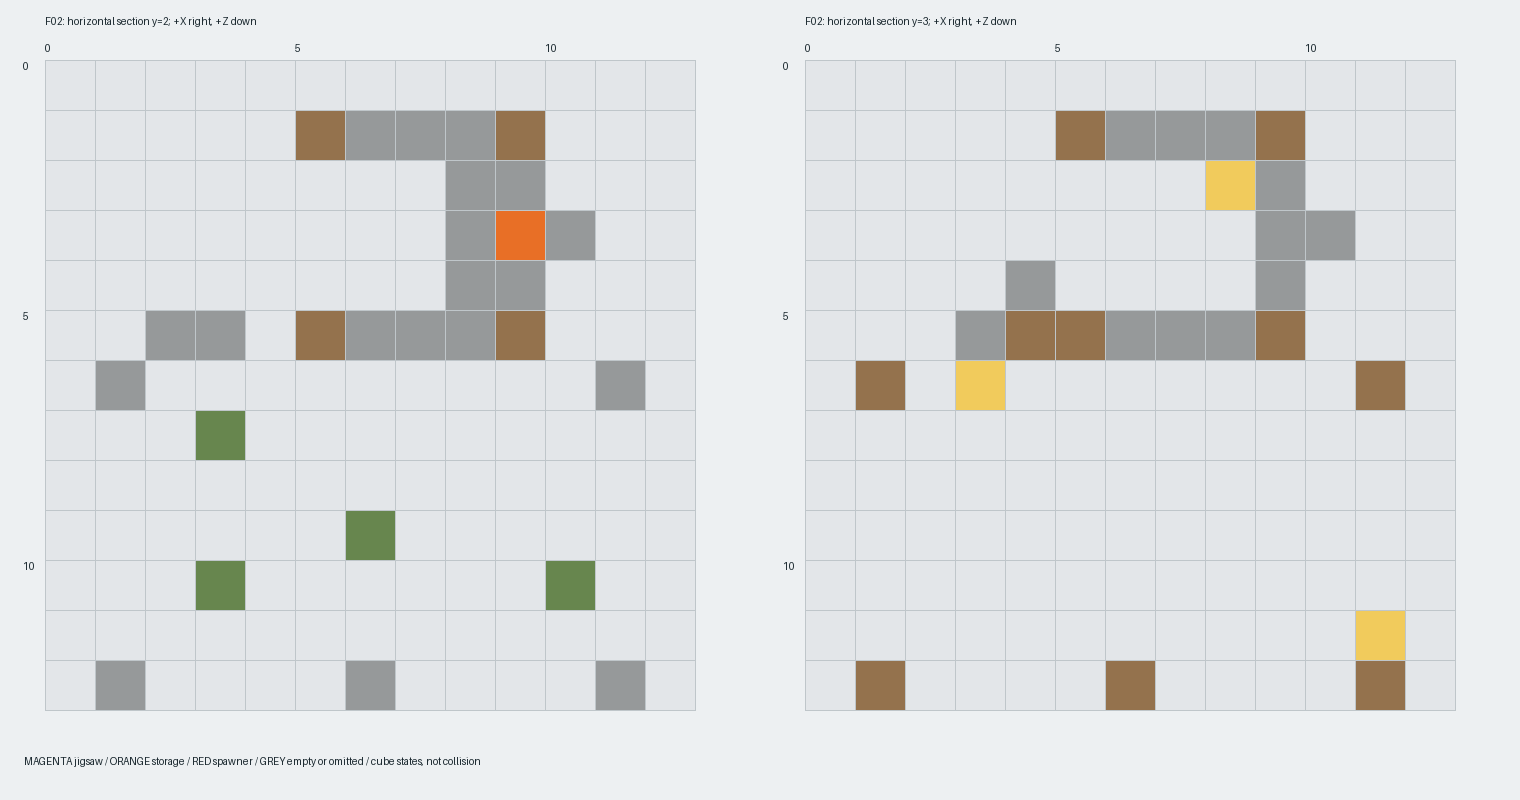 F02: horizontal section y=2; +X right, +Z down
F02: horizontal section y=3; +X right, +Z down
0 5 10
0 5 10
0
0
5
5
10
10
MAGENTA jigsaw / ORANGE storage / RED spawner / GREY empty or omitted / cube states, not collision